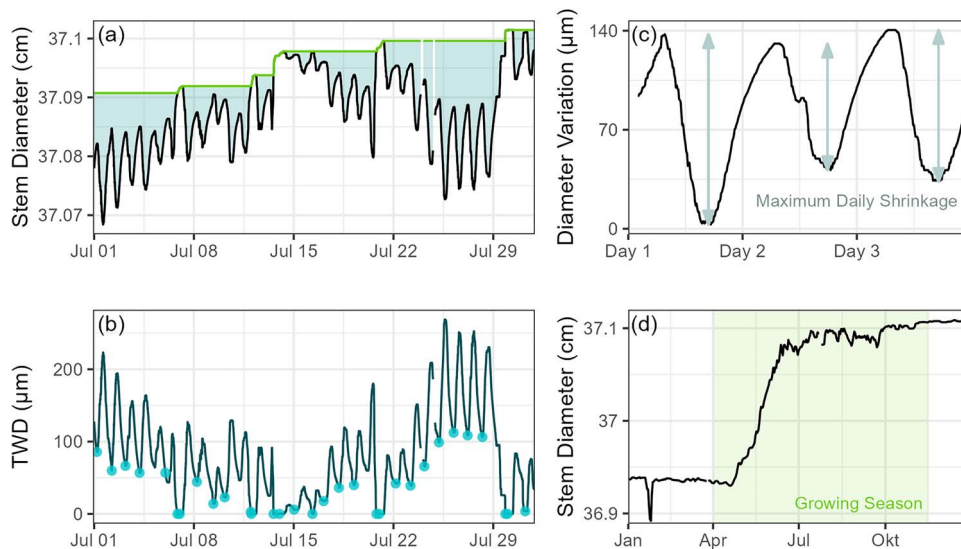 (a)
Stem Diameter (cm)
37.1
37.09
37.08
37.07
Jul 01
Jul 08
Jul 15
Jul 22
Jul 29
(c)
Diameter Variation (μm)
140
70
0
Maximum Daily Shrinkage
Day 1
Day 2
Day 3
(b)
TWD (μm)
200
100
0
Jul 01
Jul 08
Jul 15
Jul 22
Jul 29
(d)
Stem Diameter (cm)
37.1
37
36.9
Growing Season
Jan
Apr
Jul
Okt